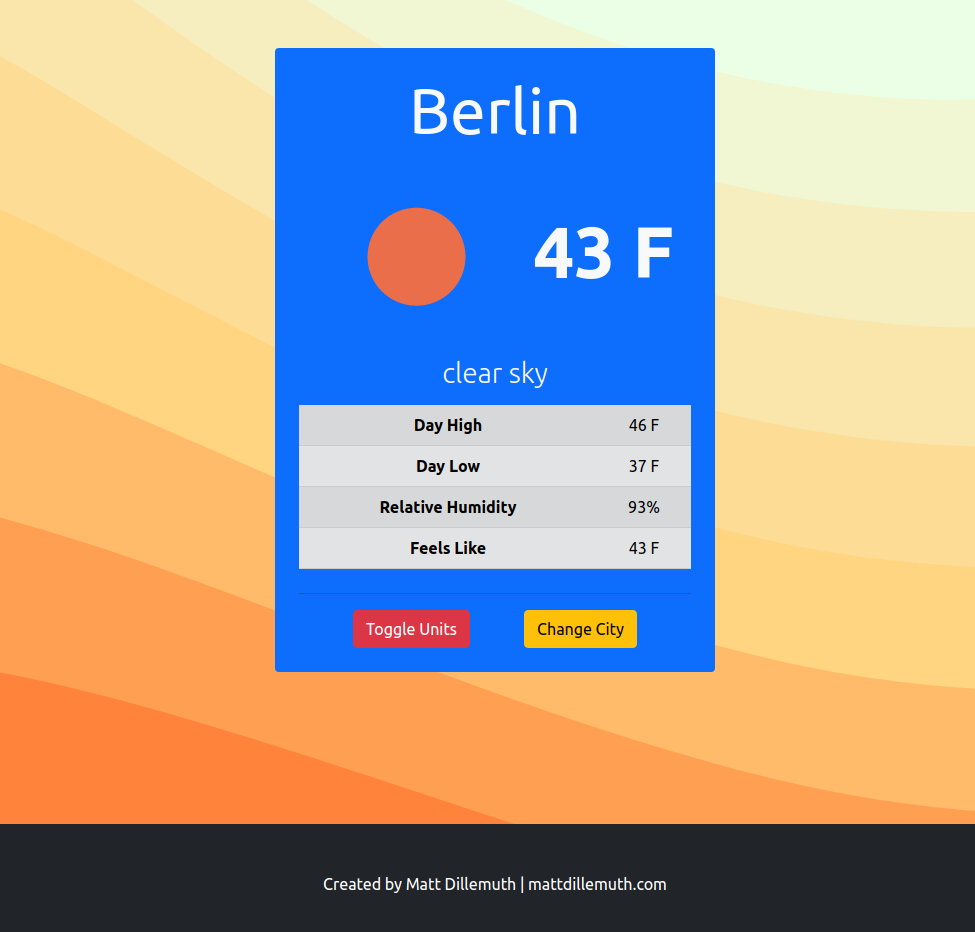 Berlin
43 F
clear sky
Day High 46 F
Day Low 37 F
Relative Humidity 93%
Feels Like 43 F
Toggle Units Change City
Created by Matt Dillemuth | mattdillemuth.com